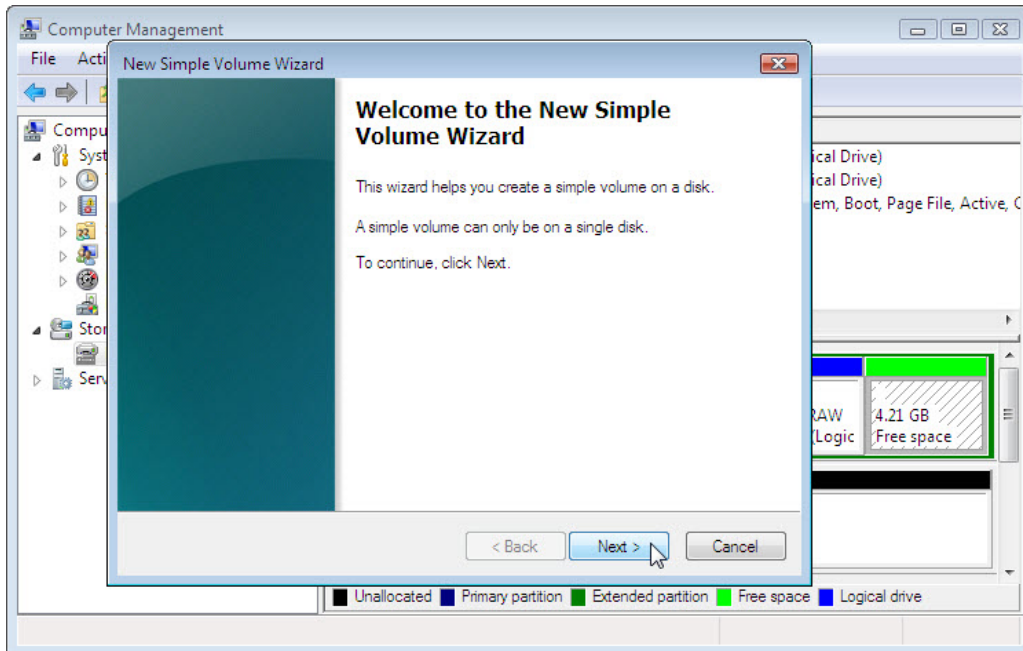 Computer Management
File Acti
New Simple Volume Wizard
Welcome to the New Simple
Volume Wizard
This wizard helps you create a simple volume on a disk.
A simple volume can only be on a single disk.
To continue, click Next.
< Back Next > Cancel
Compu
Syst
Stor
Serv
ical Drive)
ical Drive)
em, Boot, Page File, Active, C
RAW
(Logic
4.21 GB
Free space
Unallocated Primary partition Extended partition Free space Logical drive